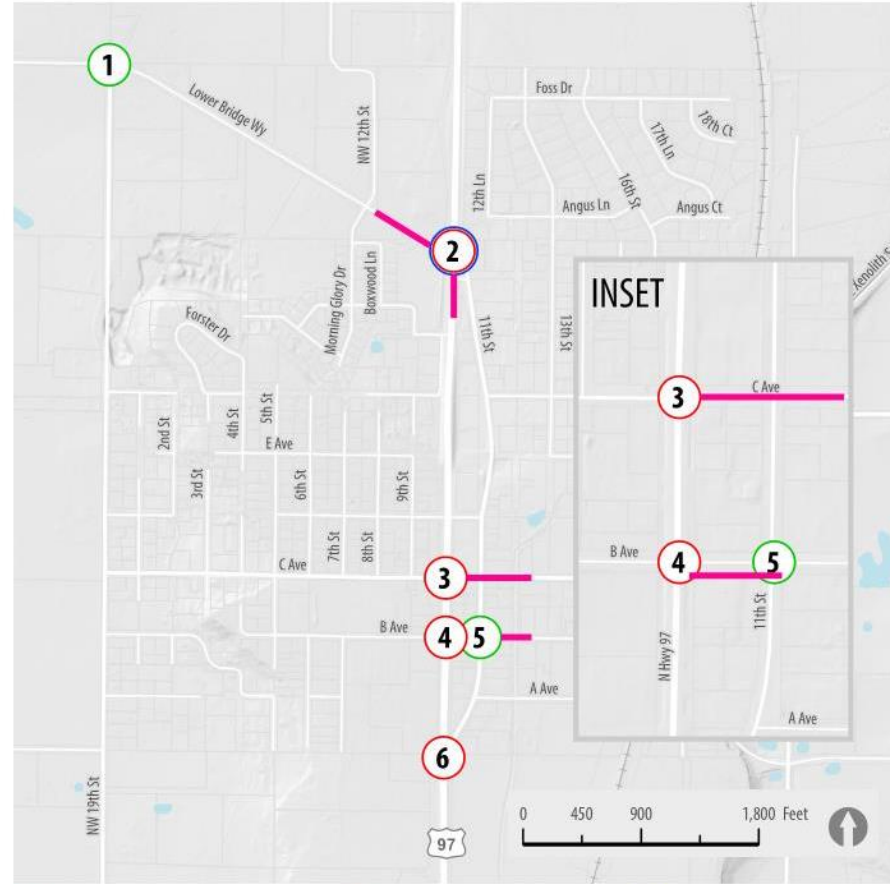 1
Lower Bridge Wy
NW 12th St
Foss Dr
18th Ct
17th Ln
16th St
12th Ln
Angus Ln
Angus Ct
2
Morning Glory Dr
Boxwood Ln
11th St
13th St
Forster Dr
2nd St
3rd St
4th St
5th St
E Ave
6th St
7th St
8th St
9th St
C Ave
3
B Ave
4
5
A Ave
6
NW 19th St
97
INSET
3
C Ave
B Ave
4
5
11th St
N Hwy 97
A Ave
0 450 900 1,800 Feet